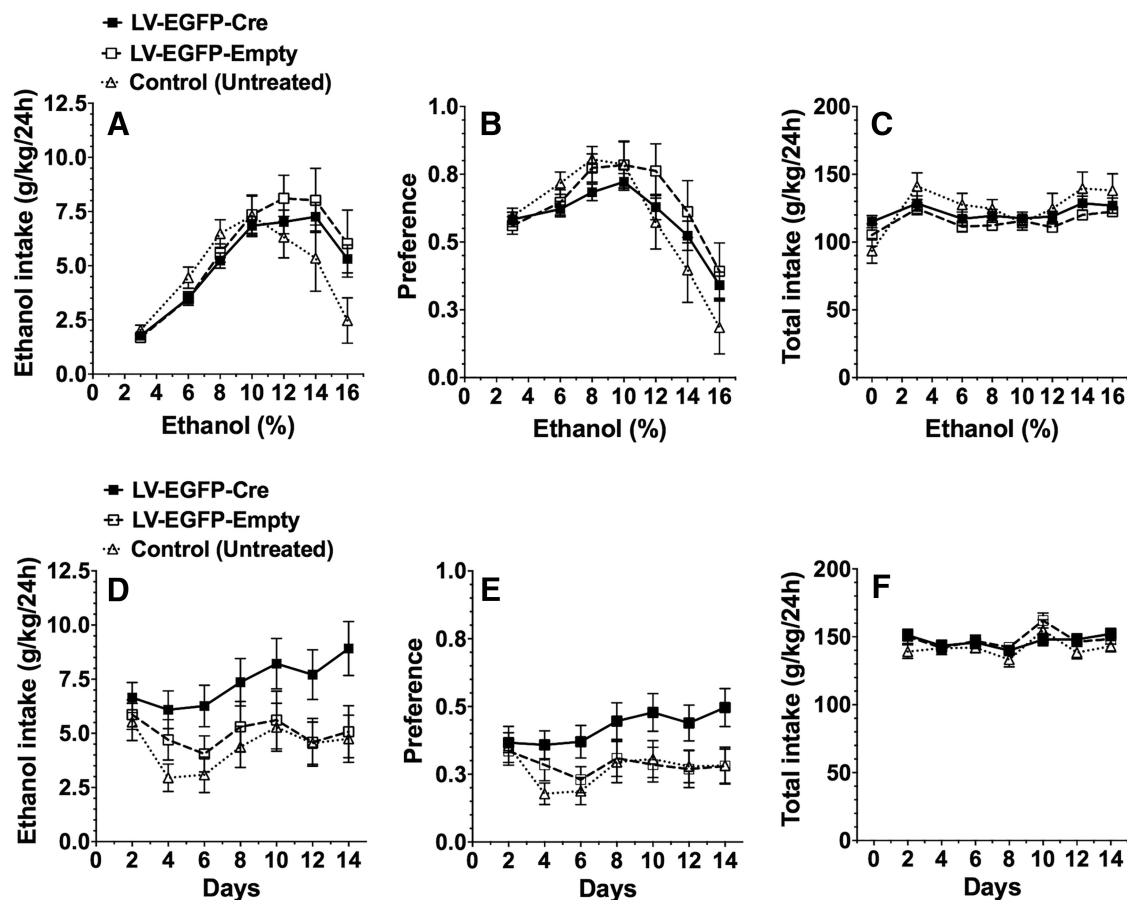 LV-EGFP-Cre
LV-EGFP-Empty
Control (Untreated)
A
Ethanol intake (g/kg/24h)
12.5
10.0
7.5
5.0
2.5
0.0
0 2 4 6 8 10 12 14 16
Ethanol (%)
B
Preference
1.0
0.8
0.5
0.3
0.0
0 2 4 6 8 10 12 14 16
Ethanol (%)
C
Total intake (g/kg/24h)
200
150
100
50
0
0 2 4 6 8 10 12 14 16
Ethanol (%)
LV-EGFP-Cre
LV-EGFP-Empty
Control (Untreated)
D
Ethanol intake (g/kg/24h)
12.5
10.0
7.5
5.0
2.5
0.0
0 2 4 6 8 10 12 14
Days
E
Preference
1.0
0.8
0.5
0.3
0.0
0 2 4 6 8 10 12 14
Days
F
Total intake (g/kg/24h)
200
150
100
50
0
0 2 4 6 8 10 12 14
Days